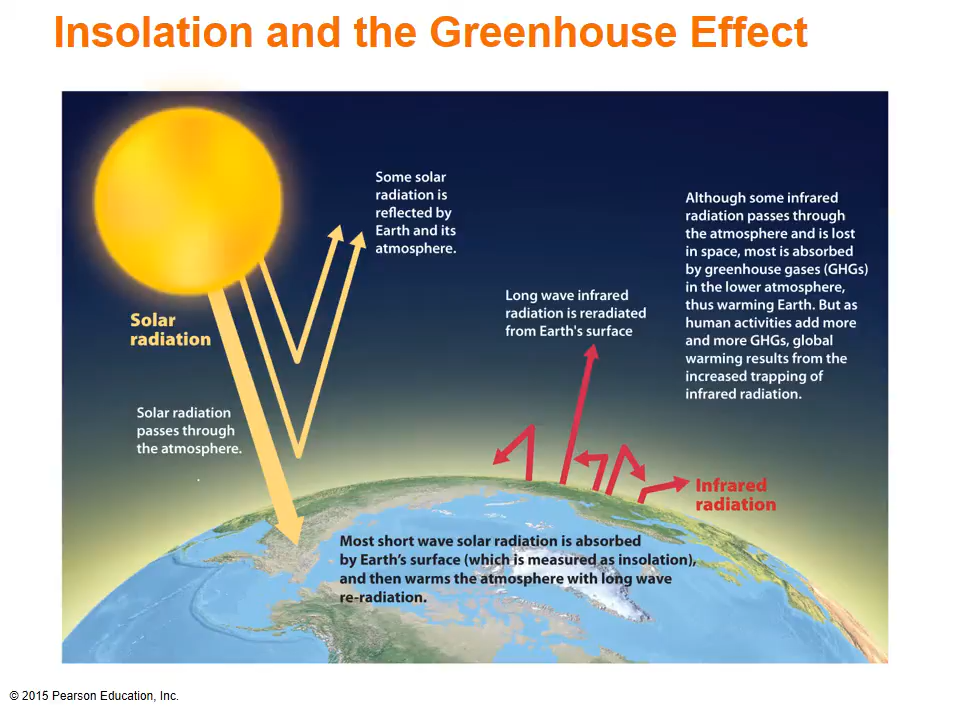 Insolation and the Greenhouse Effect
Some solar
radiation is
reflected by
Earth and its
atmosphere.
Although some infrared
radiation passes through
the atmosphere and is lost
in space, most is absorbed
by greenhouse gases (GHGs)
in the lower atmosphere,
thus warming Earth. But as
human activities add more
and more GHGs, global
warming results from the
increased trapping of
infrared radiation.
Long wave infrared
radiation is reradiated
from Earth's surface
Solar
radiation
Solar radiation
passes through
the atmosphere.
Infrared
radiation
Most short wave solar radiation is absorbed
by Earth's surface (which is measured as insolation),
and then warms the atmosphere with long wave
re-radiation.
© 2015 Pearson Education, Inc.